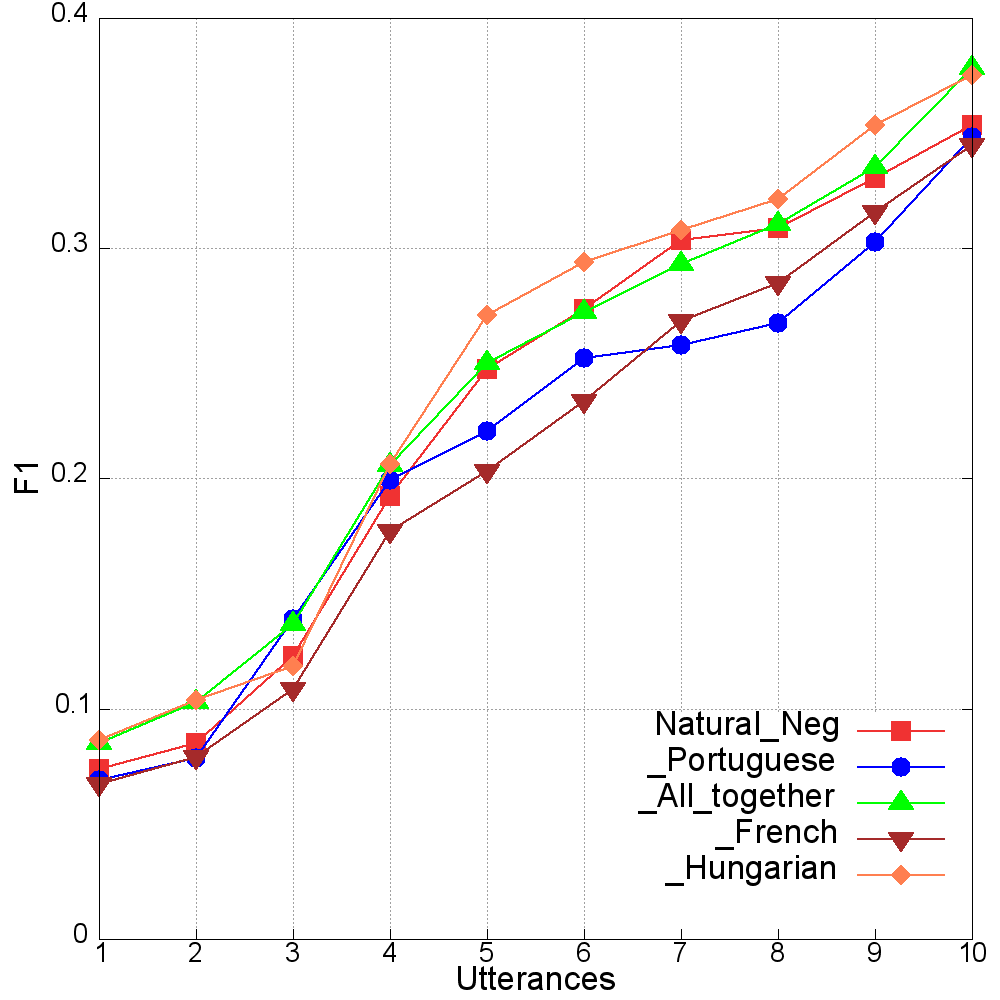 0.4
0.3
0.2
0.1
0
F1
1 2 3 4 5 6 7 8 9 10
Utterances
Natural_Neg
_Portuguese
_All_together
_French
_Hungarian